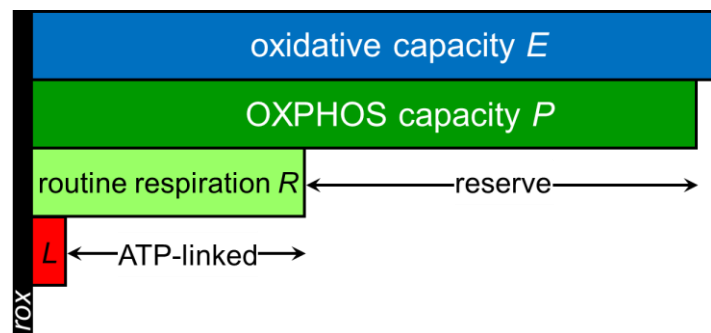 oxidative capacity E
OXPHOS capacity P
routine respiration R
reserve
L
ATP-linked
rox